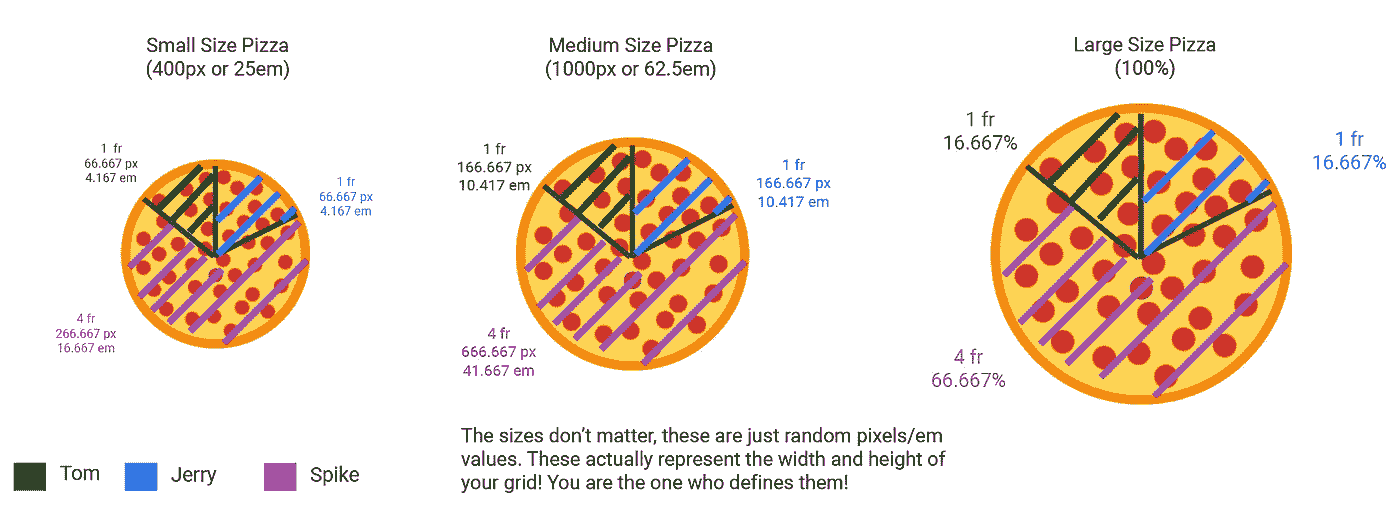 Small Size Pizza
(400px or 25em)
1 fr
66.667 px
4.167 em
1 fr
66.667 px
4.167 em
4 fr
266.667 px
16.667 em
Medium Size Pizza
(1000px or 62.5em)
1 fr
166.667 px
10.417 em
1 fr
166.667 px
10.417 em
4 fr
666.667 px
41.667 em
Large Size Pizza
(100%)
1 fr
16.667%
1 fr
16.667%
4 fr
66.667%
Tom
Jerry
Spike
The sizes don’t matter, these are just random pixels/em
values. These actually represent the width and height of
your grid! You are the one who defines them!